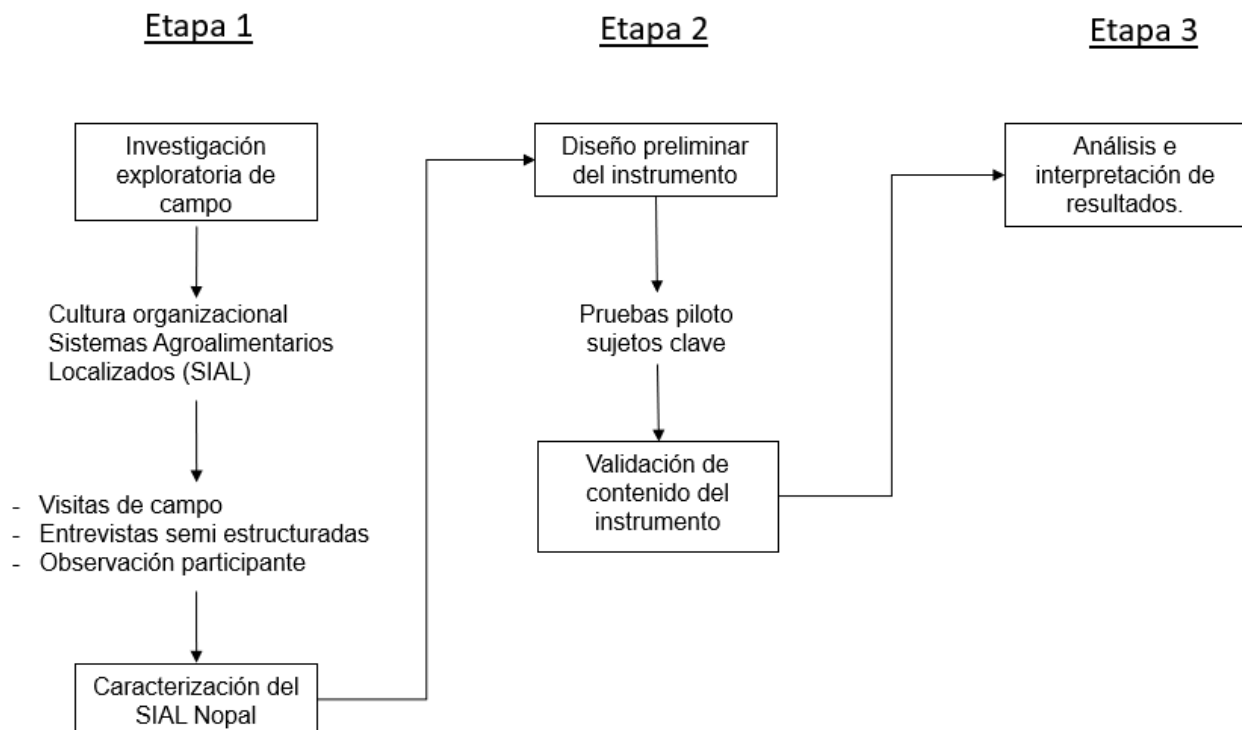 Etapa 1
Investigación
exploratoria de
campo
Cultura organizacional
Sistemas Agroalimentarios
Localizados (SIAL)
- Visitas de campo
- Entrevistas semi estructuradas
- Observación participante
Caracterización del
SIAL Nopal
Etapa 2
Diseño preliminar
del instrumento
Pruebas piloto
sujetos clave
Validación de
contenido del
instrumento
Etapa 3
Análisis e
interpretación de
resultados.